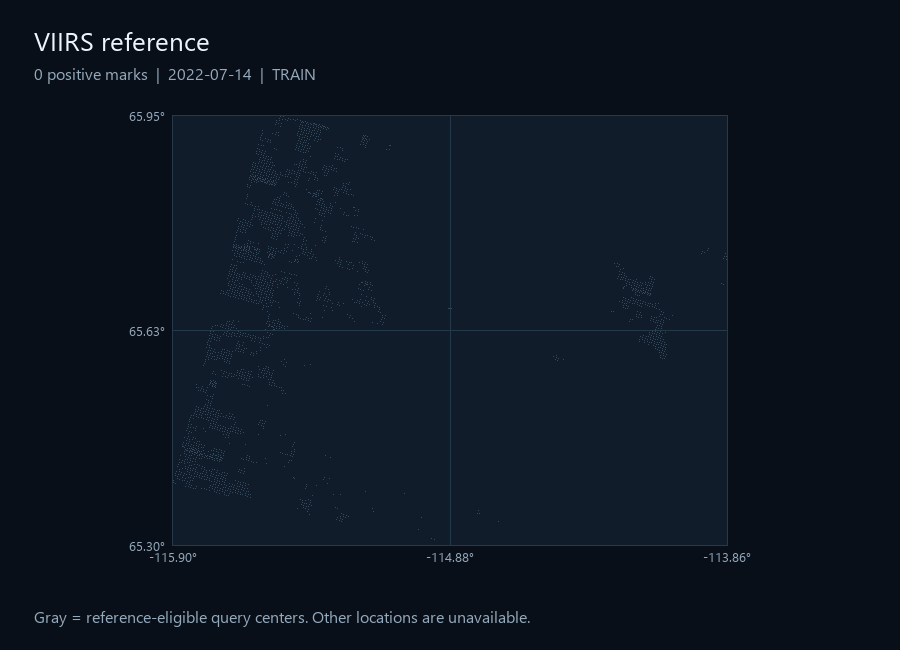 VIIRS reference
0 positive marks | 2022-07-14 | TRAIN
65.95°
65.63°
65.30°
-115.90°
-114.88°
-113.86°
Gray = reference-eligible query centers. Other locations are unavailable.